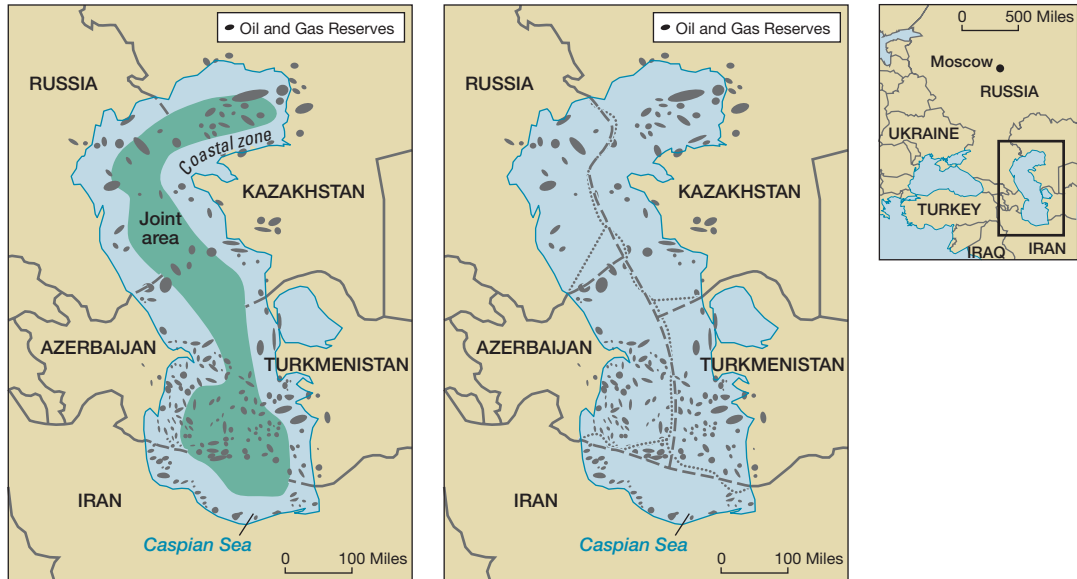 Oil and Gas Reserves
RUSSIA
Coastal zone
KAZAKHSTAN
Joint
area
AZERBAIJAN
TURKMENISTAN
IRAN
Caspian Sea
0 100 Miles
Oil and Gas Reserves
RUSSIA
KAZAKHSTAN
AZERBAIJAN
TURKMENISTAN
IRAN
Caspian Sea
0 100 Miles
0 500 Miles
Moscow
RUSSIA
UKRAINE
TURKEY
IRAQ
IRAN